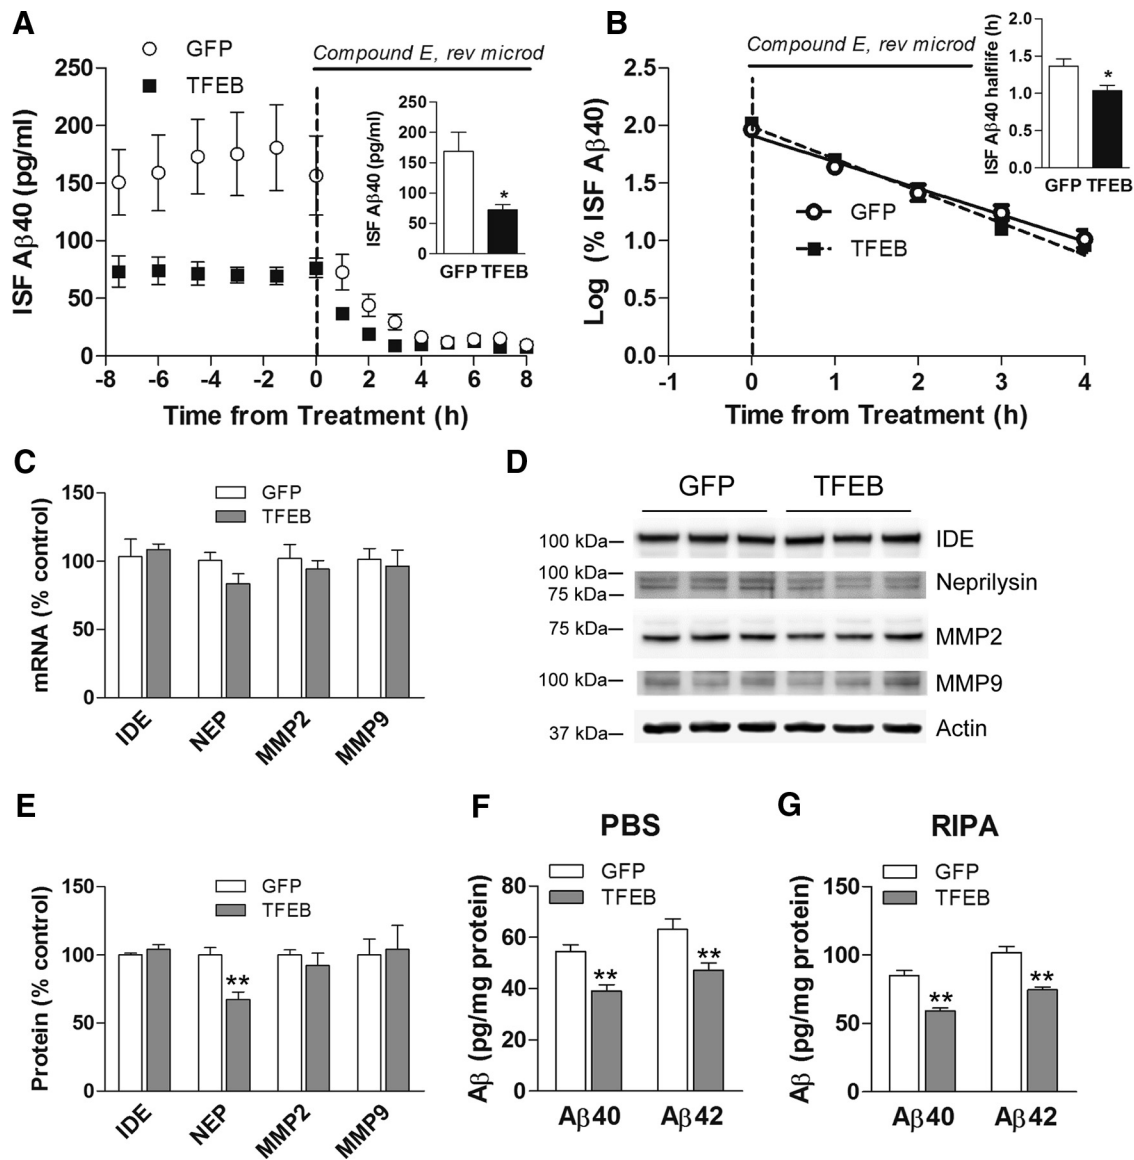 A
GFP
TFEB
Compound E, rev microd
ISF Aβ40 (pg/ml)
250
200
150
100
50
0
-8 -6 -4 -2 0 2 4 6 8
Time from Treatment (h)
ISF Aβ40 (pg/ml)
250
200
150
100
50
0
GFP TFEB
*
B
Compound E, rev microd
Log (% ISF Aβ40)
2.5
2.0
1.5
1.0
0.5
0.0
-1 0 1 2 3 4
Time from Treatment (h)
GFP
TFEB
ISF Aβ40 halflife (h)
2.0
1.5
1.0
0.5
0.0
GFP TFEB
*
C
mRNA (% control)
150
100
50
0
GFP
TFEB
IDE NEP MMP2 MMP9
D
GFP TFEB
100 kDa IDE
100 kDa Neprilysin
75 kDa
75 kDa MMP2
100 kDa MMP9
37 kDa Actin
E
Protein (% control)
150
100
50
0
GFP
TFEB
**
IDE NEP MMP2 MMP9
F
PBS
GFP
TFEB
Aβ (pg/mg protein)
80
60
40
20
0
** **
Aβ40 Aβ42
G
RIPA
GFP
TFEB
Aβ (pg/mg protein)
150
100
50
0
** **
Aβ40 Aβ42